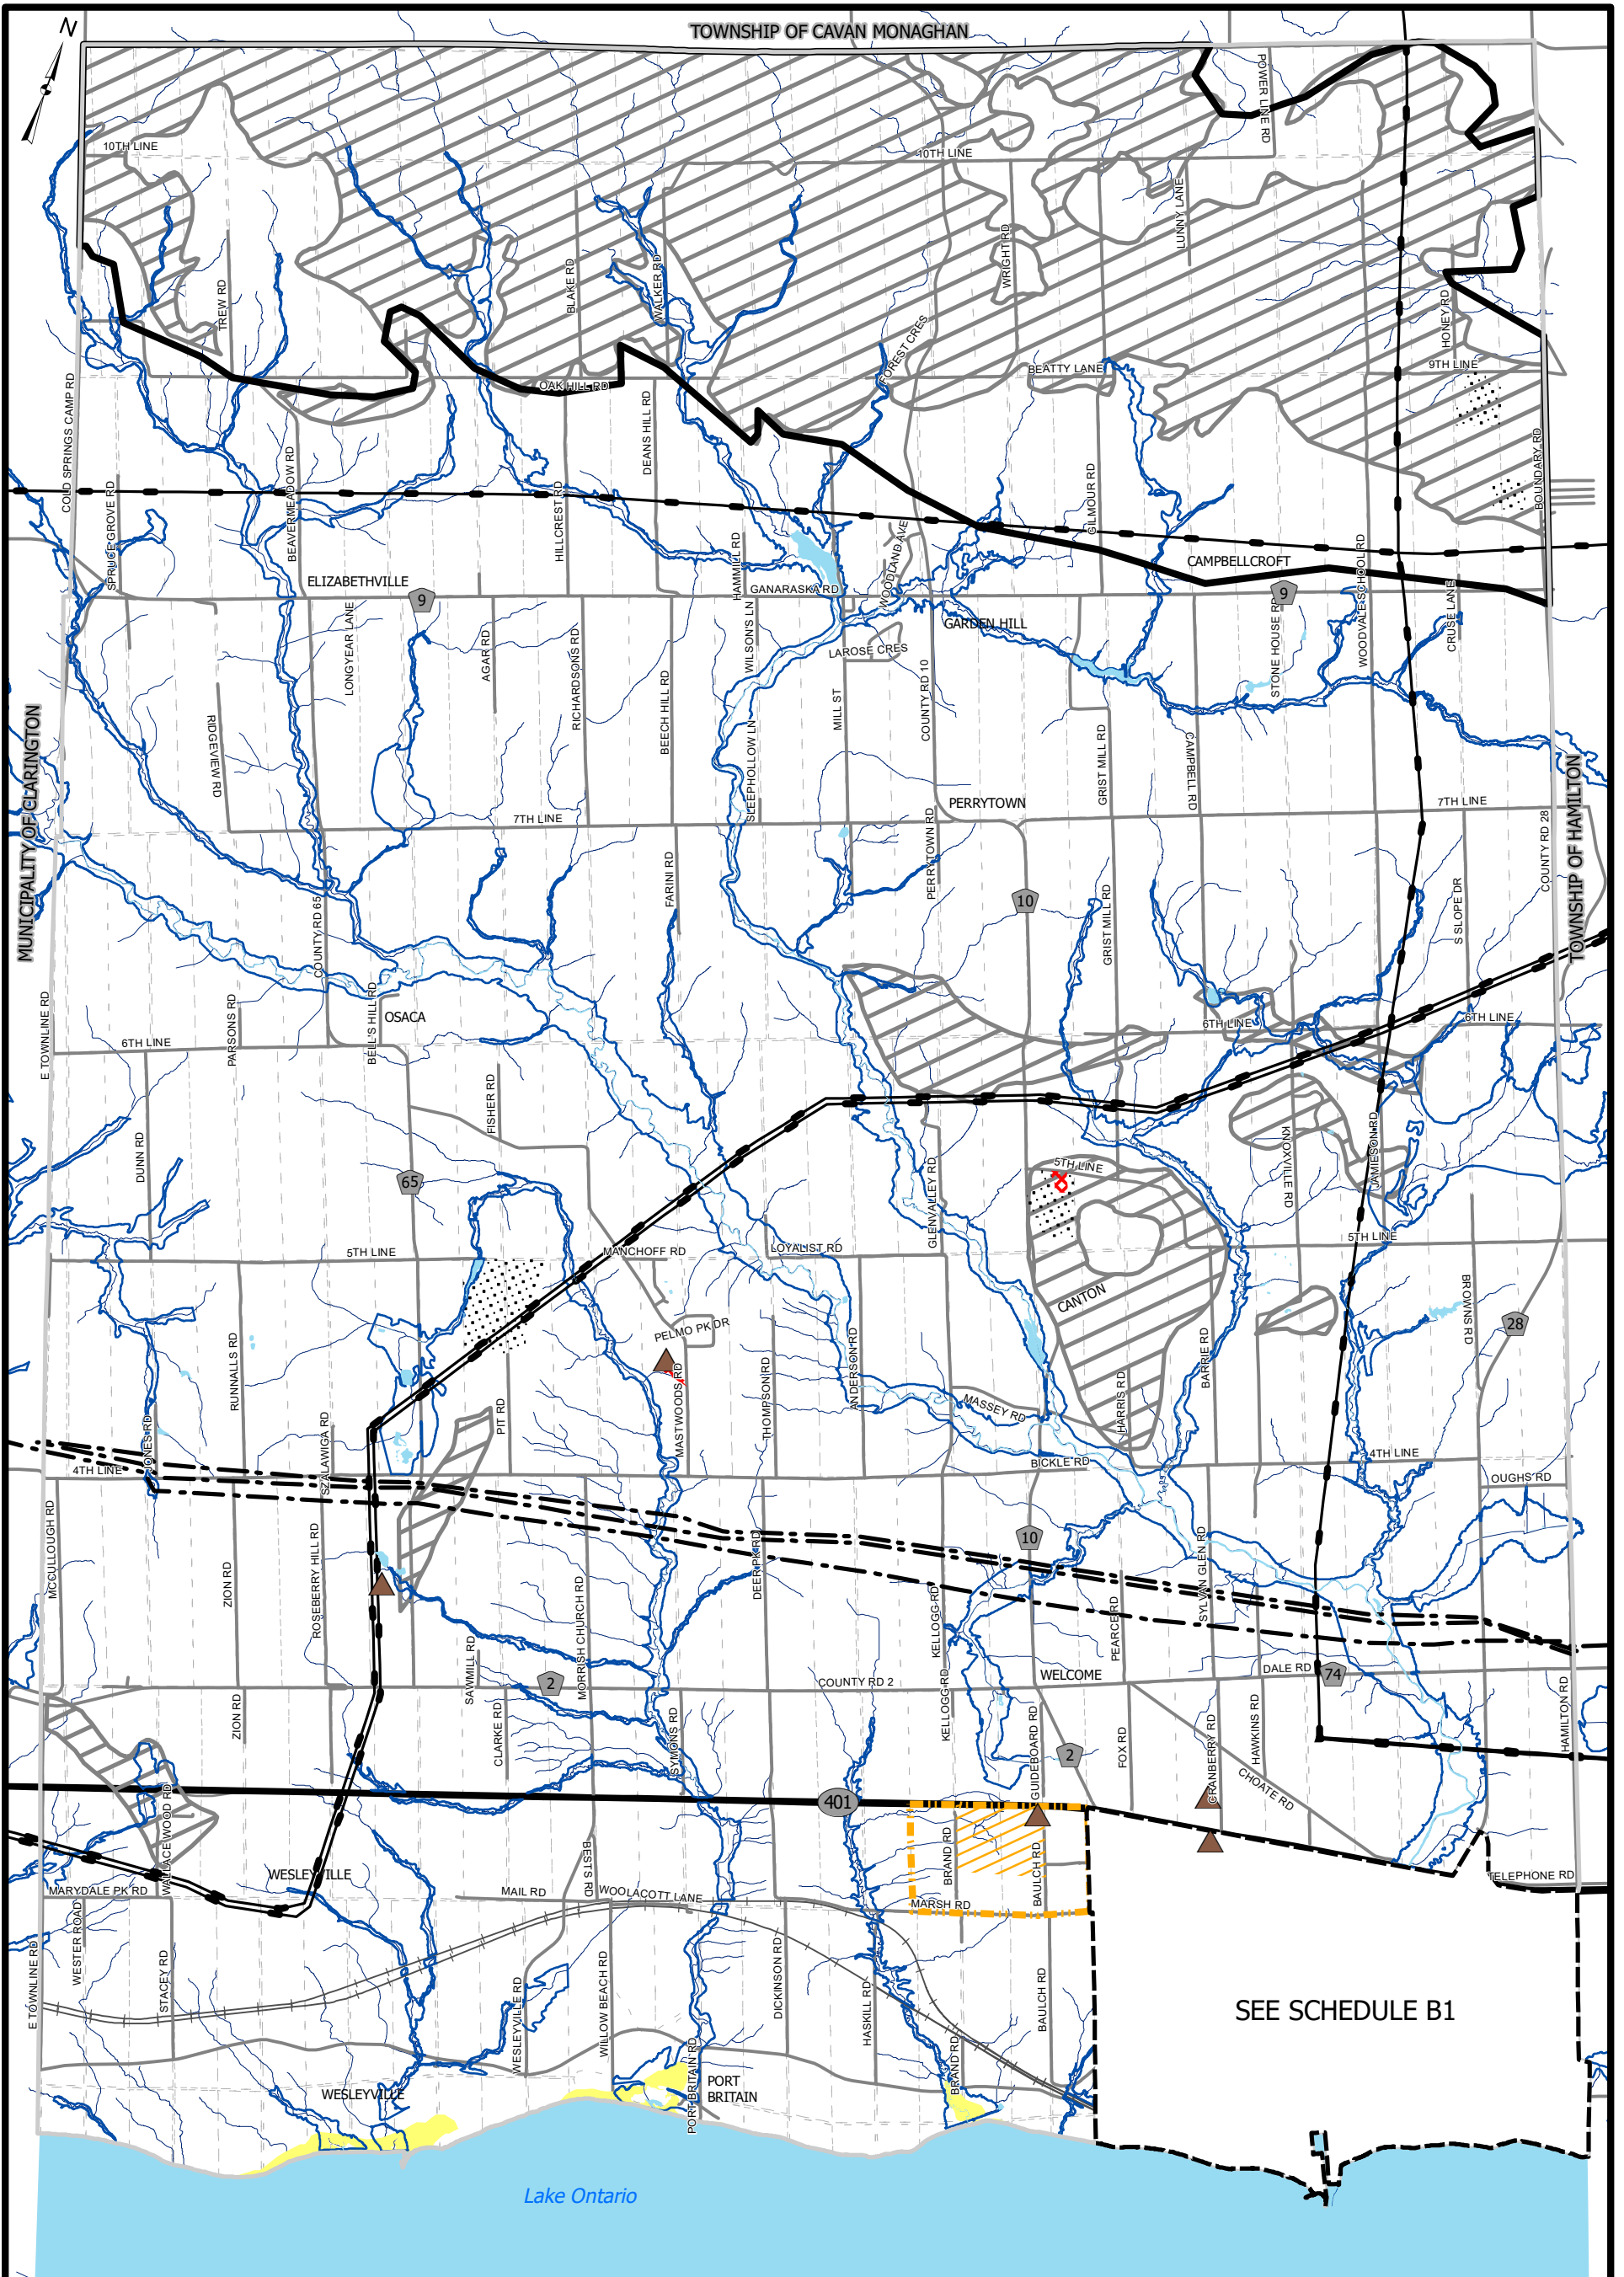 N
TOWNSHIP OF CAVAN MONAGHAN
POWER LINE RD
10TH LINE
10TH LINE
LUNNY LANE
WRIGHT RD
TREW RD
BLAKE RD
WALKER RD
HONEY RD
FOREST CRES
9TH LINE
BEATTY LANE
OAK HILL RD
COLD SPRINGS CAMP RD
DEANS HILL RD
BOUNDARY RD
BEAVERMEADOW RD
GILMOUR RD
SPRUCE GROVE RD
HILLCREST RD
HAMMILL RD
WOODLAND AVE
WOODVALE SCHOOL RD
CAMPBELLCROFT
ELIZABETHVILLE
GANARASKA RD
9
9
CRUSE LANE
GARDEN HILL
LONGYEAR LANE
AGAR RD
RICHARDSONS RD
WILSON'S LN
LAROSE CRES
STONE HOUSE RD
BEECH HILL RD
MILL ST
COUNTY RD 10
MUNICIPALITY OF CLARINGTON
RIDGEVIEW RD
SLEEPHOLLOW LN
GRIST MILL RD
CAMPBELL RD
TOWNSHIP OF HAMILTON
PERRYTOWN
7TH LINE
7TH LINE
COUNTY RD 28
FARINI RD
PERRYTOWN RD
10
GRIST MILL RD
S SLOPE DR
COUNTY RD 65
E TOWNLINE RD
PARSONS RD
BELLS HILL RD
OSACA
6TH LINE
6TH LINE
6TH LINE
FISHER RD
DUNN RD
65
GLENVALLEY RD
5TH LINE
KNOXVILLE RD
JAMIESON RD
5TH LINE
MANCHOFF RD
LOYALIST RD
5TH LINE
CANTON
BROWNS RD
28
PELMO PK DR
RUNNALLS RD
MASTWOODS RD
THOMPSON RD
ANDERSON RD
BARRIE RD
MASSEY RD
HARRIS RD
PIT RD
JONES RD
SZALAWIGA RD
4TH LINE
BICKLE RD
4TH LINE
OUGHS RD
MCCULLOUGH RD
ZION RD
ROSEBERRY HILL RD
DEER PK RD
10
SYLVAN GLEN RD
MORRISH CHURCH RD
KELLOGG RD
PEARCE RD
SAWMILL RD
2
COUNTY RD 2
WELCOME
DALE RD
74
KELLOGG RD
HAMILTON RD
ZION RD
CLARKE RD
SYMONS RD
GUIDEBOARD RD
2
FOX RD
CRANBERRY RD
HAWKINS RD
CHOATE RD
401
WALLACE WOOD RD
WESLEYVILLE
BESTS RD
BRAND RD
BAULCH RD
TELEPHONE RD
MARYDALE PK RD
MAIL RD
WOOLACOTT LANE
MARSH RD
WESTER ROAD
E TOWNLINE RD
STACEY RD
WESLEYVILLE RD
WILLOW BEACH RD
DICKINSON RD
HASKILL RD
BAULCH RD
SEE SCHEDULE B1
BRAND RD
WESLEYVILLE
PORT BRITAIN RD
PORT
BRITAIN
Lake Ontario